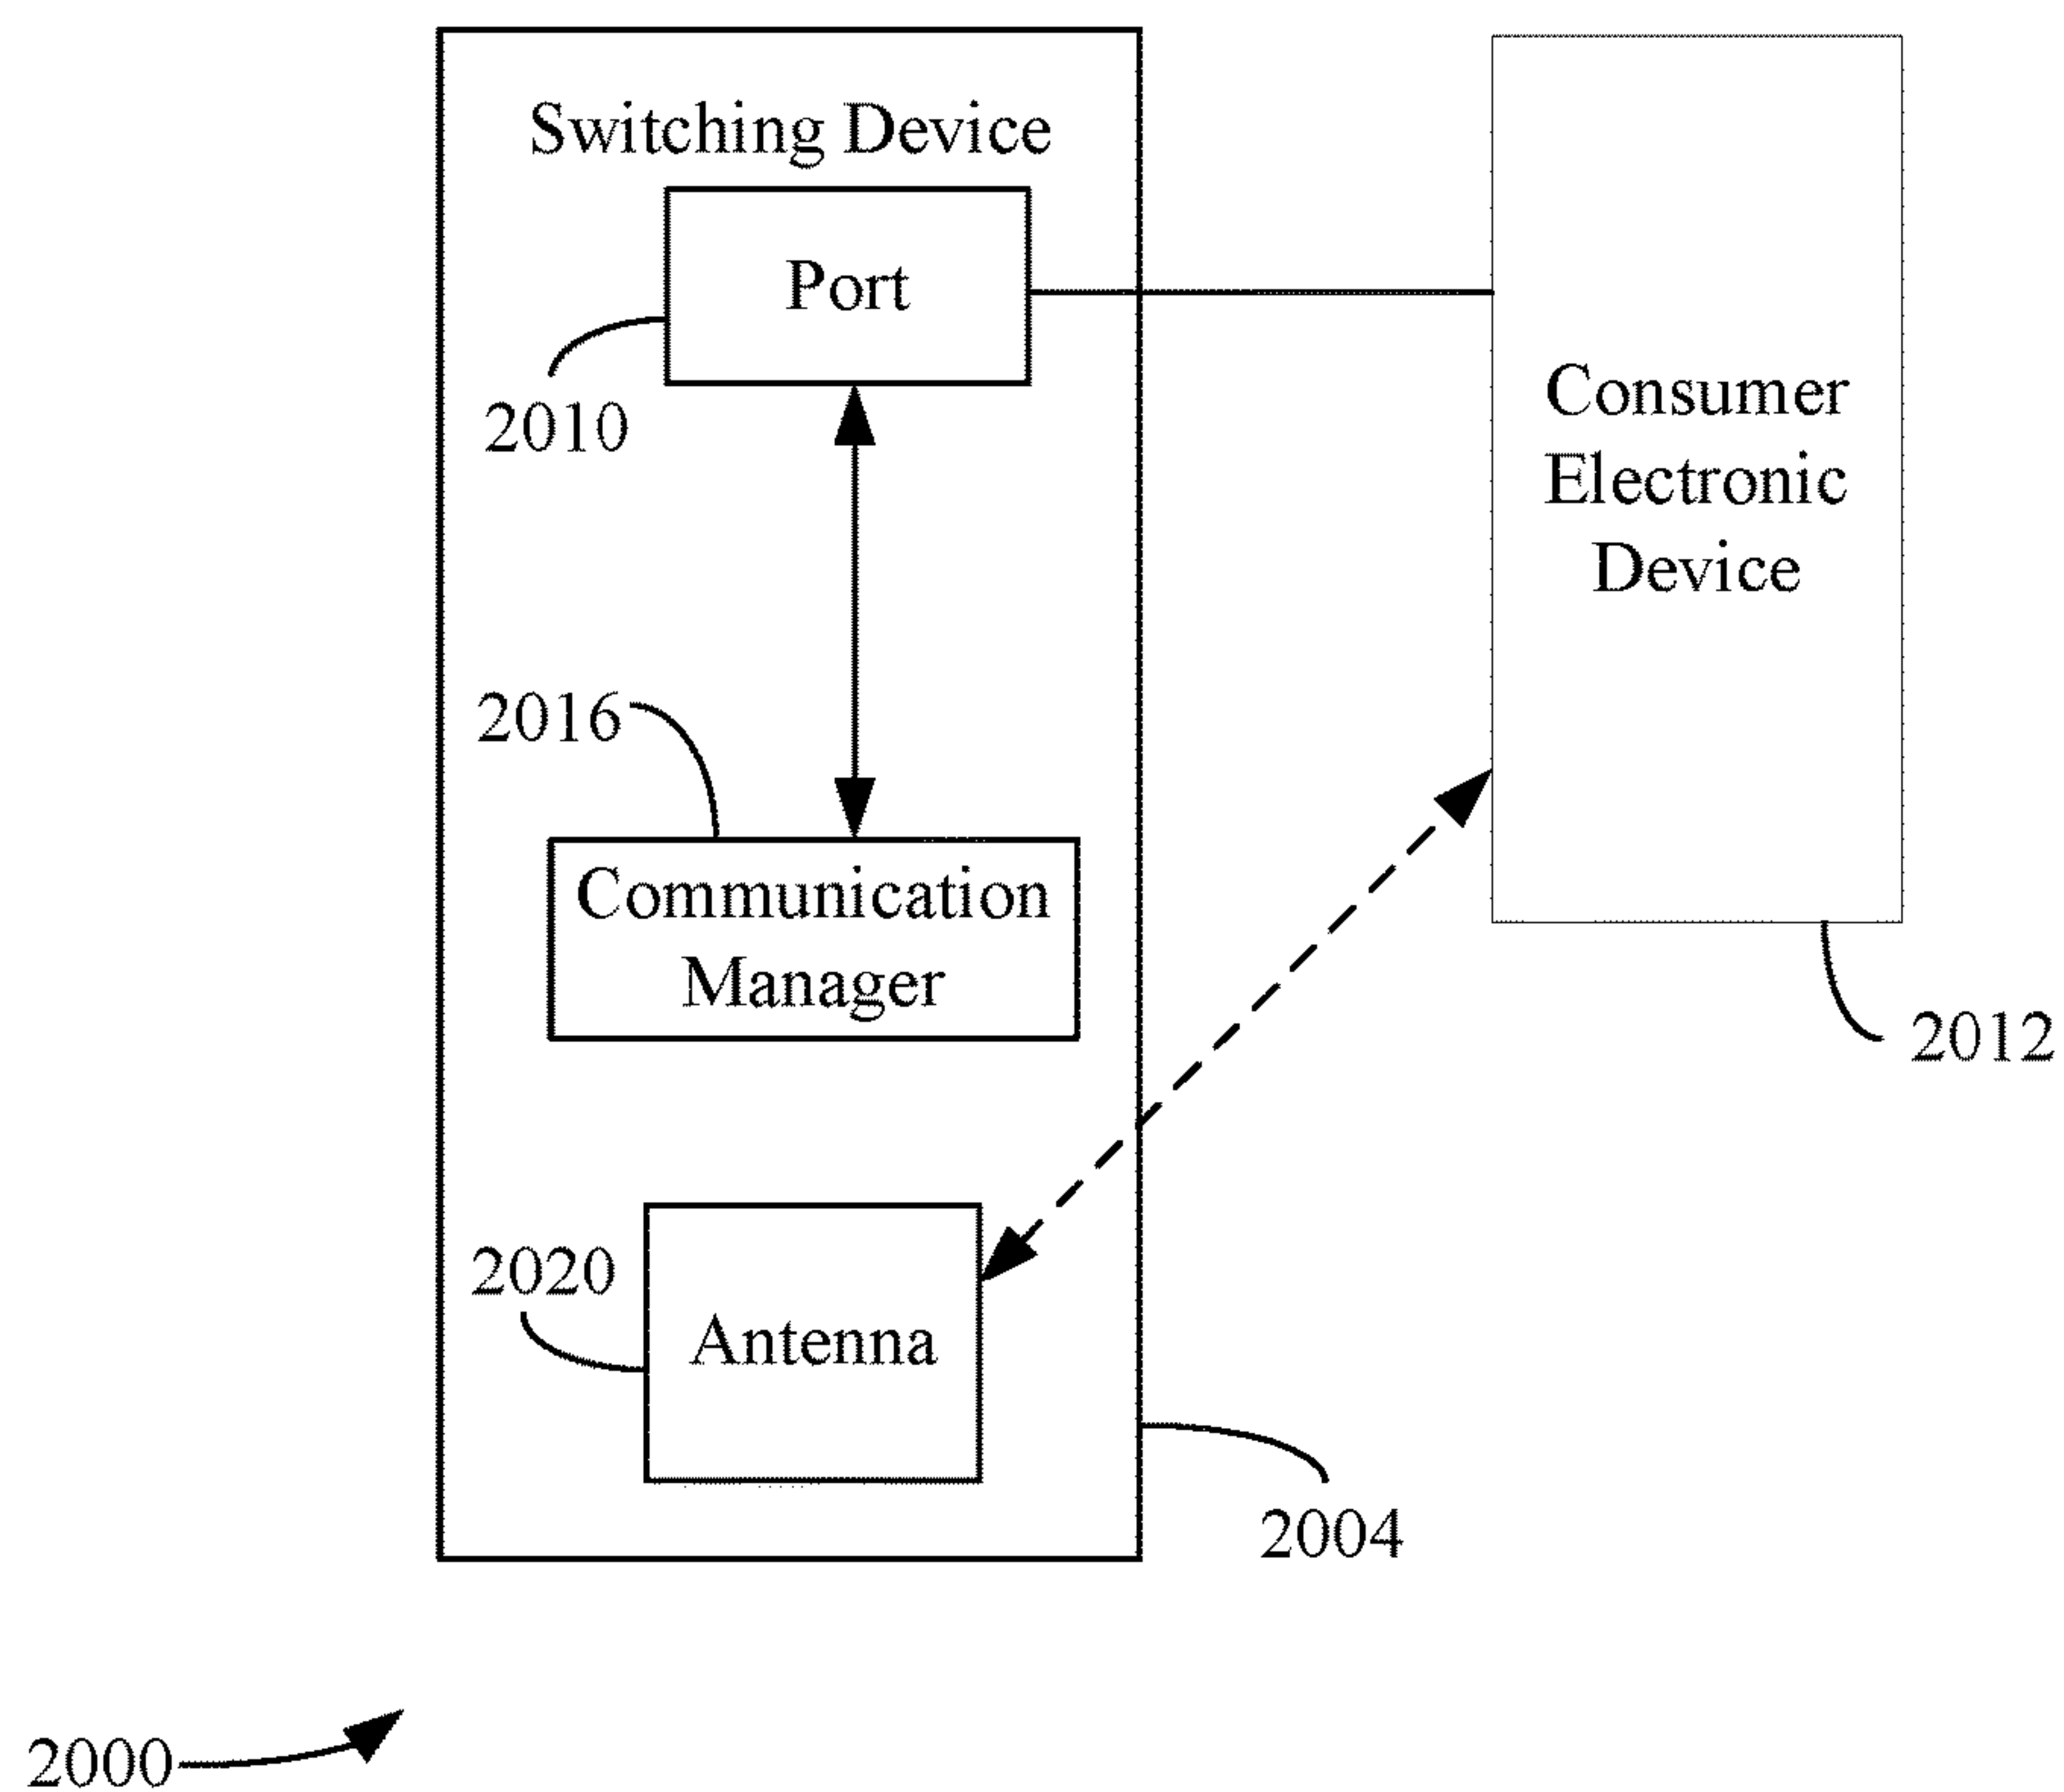 Switching Device
Port
2010
Consumer
Electronic
Device
2016
Communication
Manager
2012
2020
Antenna
2004
2000